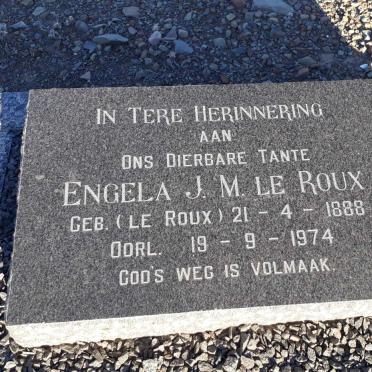 IN TERE HERINNERING
AAN
ONS DIERBARE TANTE
ENGELA J. M. LE ROUX
GEB. (LE ROUX) 21 - 4 - 1888
OORL. 19 - 9 - 1974
GOD'S WEG IS VOLMAAK.